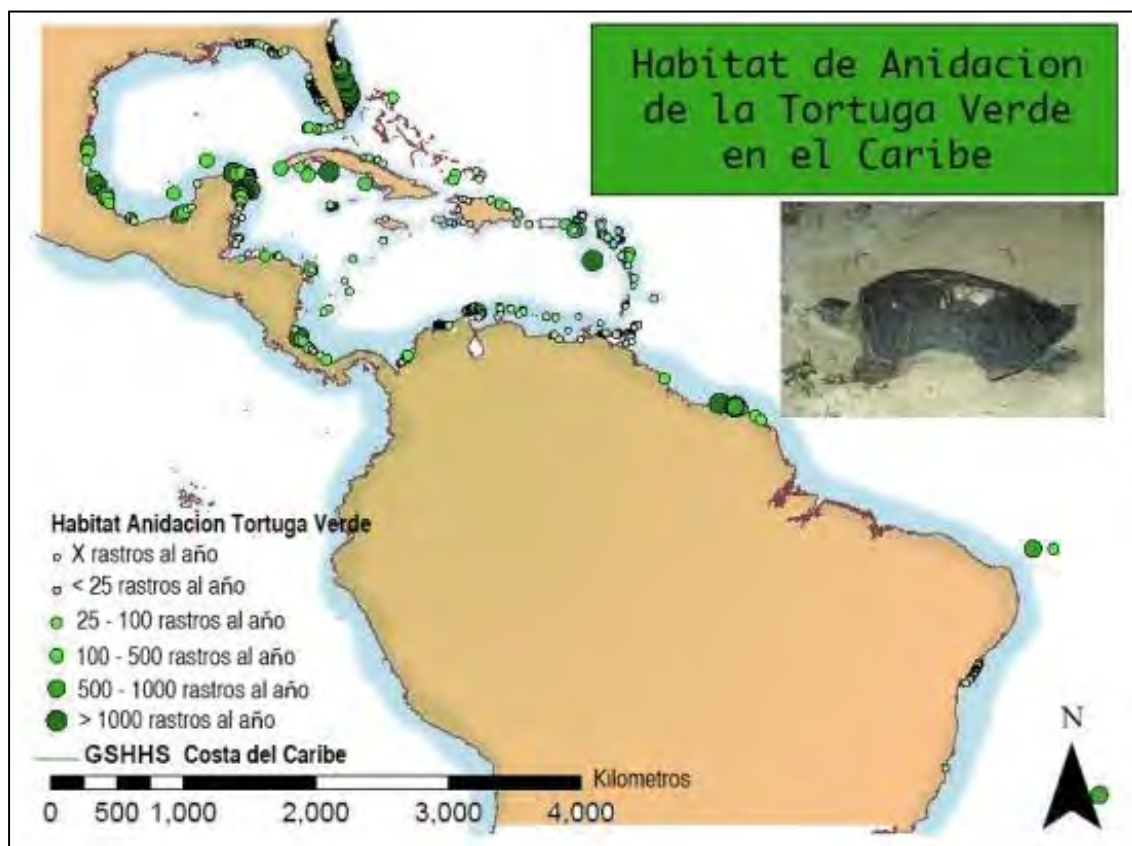 Habitat de Anidacion
de la Tortuga Verde
en el Caribe
Habitat Anidacion Tortuga Verde
X rastros al año
< 25 rastros al año
25 - 100 rastros al año
100 - 500 rastros al año
500 - 1000 rastros al año
> 1000 rastros al año
GSHHS Costa del Caribe
Kilometros
0 500 1,000 2,000 3,000 4,000
N